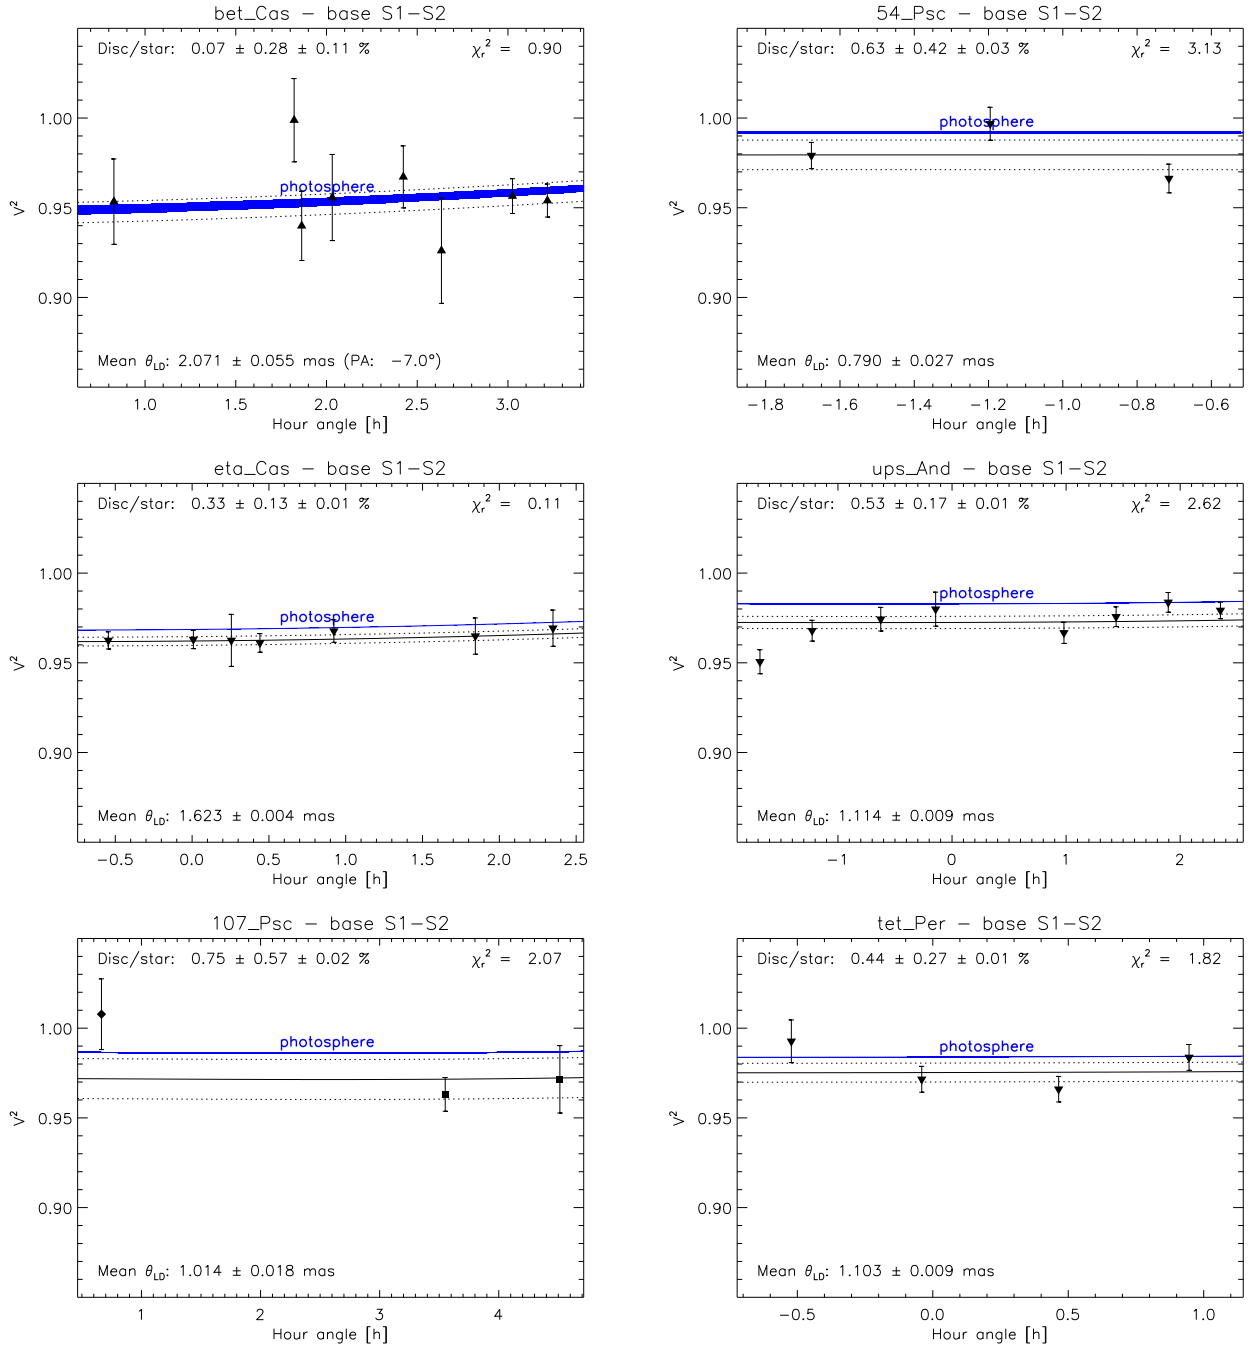 bet_Cas − base S1−S2
Disc/star: 0.07 ± 0.28 ± 0.11 % χr² = 0.90
1.00
photosphere
0.95
V²
0.90
Mean θLD: 2.071 ± 0.055 mas (PA: −7.0°)
1.0 1.5 2.0 2.5 3.0
Hour angle [h]
54_Psc − base S1−S2
Disc/star: 0.63 ± 0.42 ± 0.03 % χr² = 3.13
1.00
photosphere
0.95
V²
0.90
Mean θLD: 0.790 ± 0.027 mas
−1.8 −1.6 −1.4 −1.2 −1.0 −0.8 −0.6
Hour angle [h]
eta_Cas − base S1−S2
Disc/star: 0.33 ± 0.13 ± 0.01 % χr² = 0.11
1.00
photosphere
0.95
V²
0.90
Mean θLD: 1.623 ± 0.004 mas
−0.5 0.0 0.5 1.0 1.5 2.0 2.5
Hour angle [h]
ups_And − base S1−S2
Disc/star: 0.53 ± 0.17 ± 0.01 % χr² = 2.62
1.00
photosphere
0.95
V²
0.90
Mean θLD: 1.114 ± 0.009 mas
−1 0 1 2
Hour angle [h]
107_Psc − base S1−S2
Disc/star: 0.75 ± 0.57 ± 0.02 % χr² = 2.07
1.00
photosphere
0.95
V²
0.90
Mean θLD: 1.014 ± 0.018 mas
1 2 3 4
Hour angle [h]
tet_Per − base S1−S2
Disc/star: 0.44 ± 0.27 ± 0.01 % χr² = 1.82
1.00
photosphere
0.95
V²
0.90
Mean θLD: 1.103 ± 0.009 mas
−0.5 0.0 0.5 1.0
Hour angle [h]